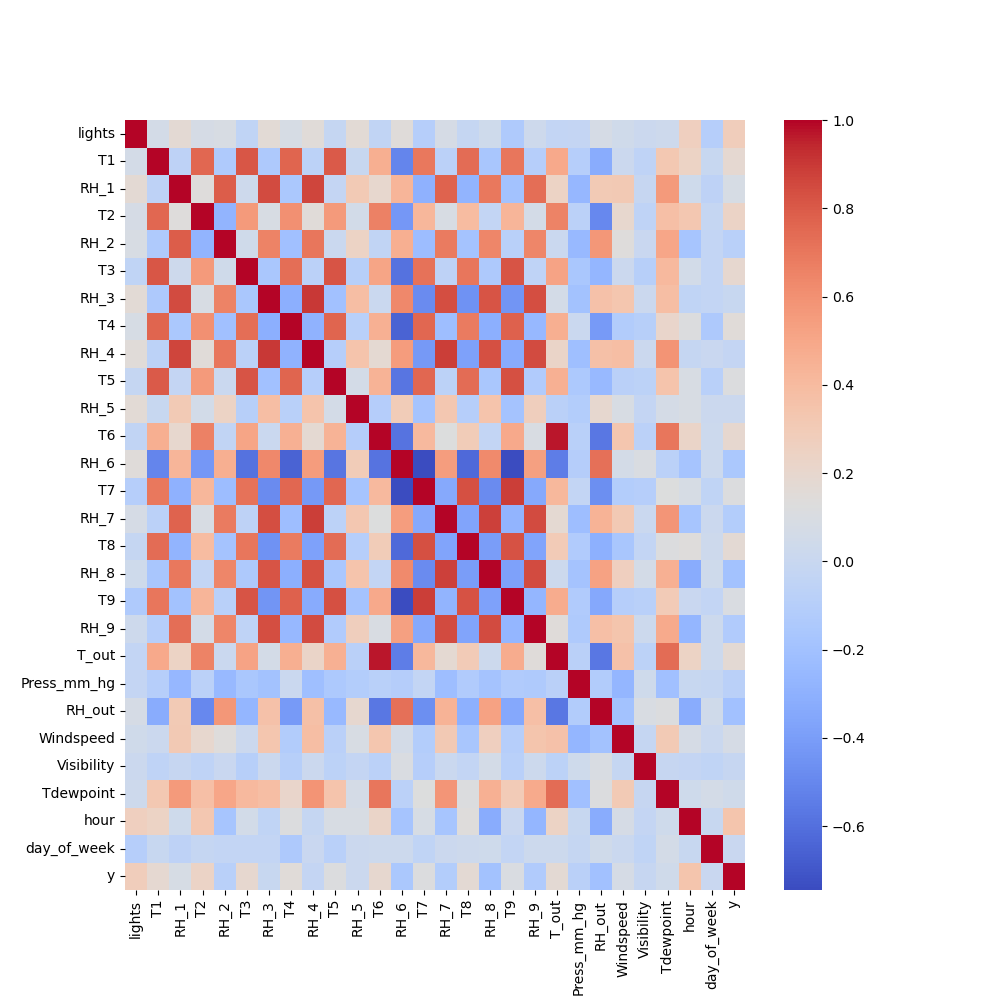 lights
T1
RH_1
T2
RH_2
T3
RH_3
T4
RH_4
T5
RH_5
T6
RH_6
T7
RH_7
T8
RH_8
T9
RH_9
T_out
Press_mm_hg
RH_out
Windspeed
Visibility
Tdewpoint
hour
day_of_week
y
lights
T1
RH_1
T2
RH_2
T3
RH_3
T4
RH_4
T5
RH_5
T6
RH_6
T7
RH_7
T8
RH_8
T9
RH_9
T_out
Press_mm_hg
RH_out
Windspeed
Visibility
Tdewpoint
hour
day_of_week
y
1.0
0.8
0.6
0.4
0.2
0.0
−0.2
−0.4
−0.6